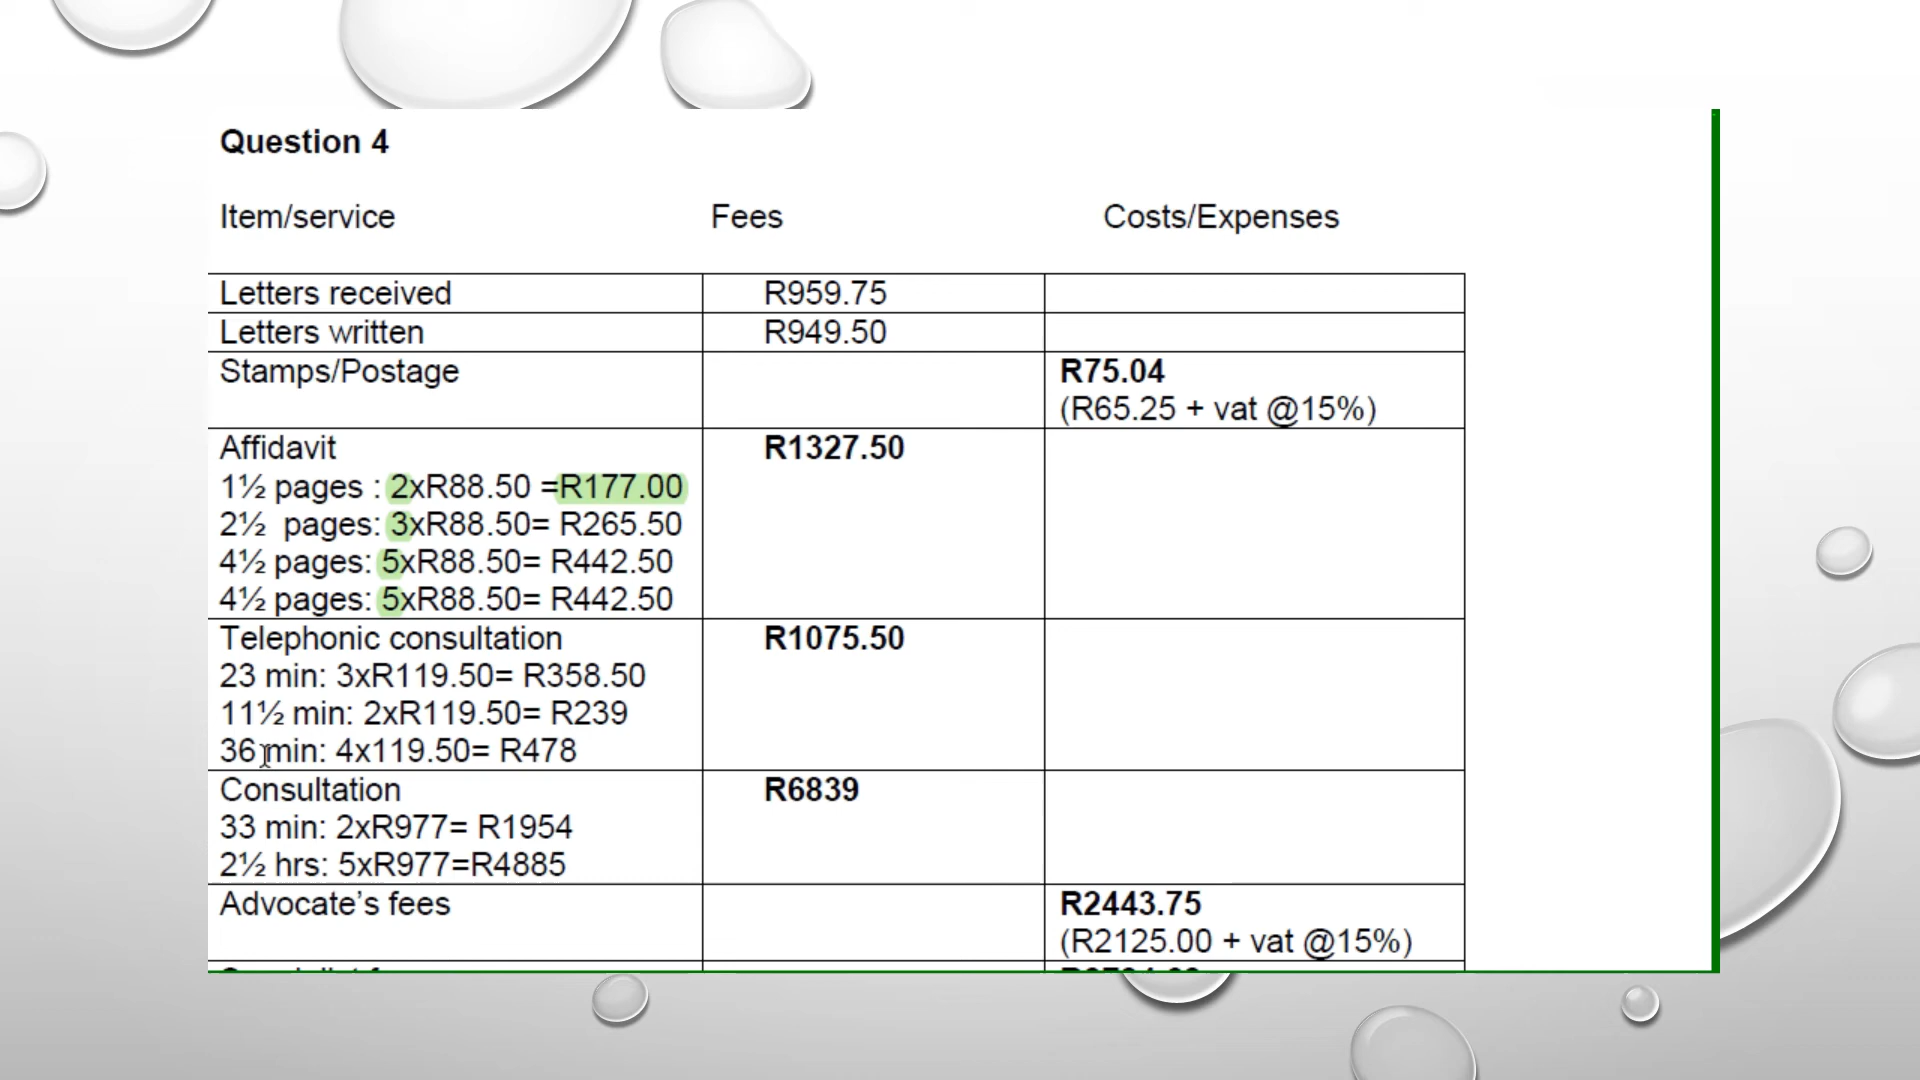 Question 4
Item/service Fees Costs/Expenses
Letters received R959.75
Letters written R949.50
Stamps/Postage R75.04
(R65.25 + vat @15%)
Affidavit R1327.50
1½ pages : 2xR88.50 =R177.00
2½ pages: 3xR88.50= R265.50
4½ pages: 5xR88.50= R442.50
4½ pages: 5xR88.50= R442.50
Telephonic consultation R1075.50
23 min: 3xR119.50= R358.50
11½ min: 2xR119.50= R239
36 min: 4x119.50= R478
Consultation R6839
33 min: 2xR977= R1954
2½ hrs: 5xR977=R4885
Advocate's fees R2443.75
(R2125.00 + vat @15%)